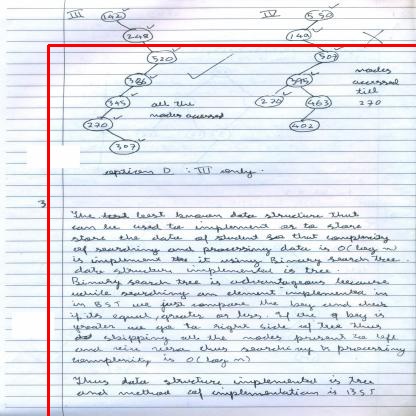 III
142
248
520
386
345
270
307
all the
nodes accessed
IV
550
149
507
395
270
463
402
nodes
accessed
till
270
option D : III only.
3
The best known data structure that
can be used to implement or to store
store the data of student so that complexity
of searching and processing data is O(log n)
is implement it using Binary search tree.
data structure implemented is tree.
Binary search tree is advantageous because
while searching an element implemented in
in BST we just compare the key and check
if its equal, greater or less. If the key is
greater we go to right side of tree thus
skipping all the nodes present to left
and vice versa thus searching & processing
complexity is O(log n)
Thus data structure implemented is tree
and method of implementation is BST